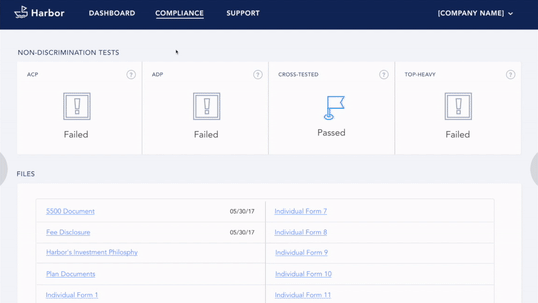 Harbor DASHBOARD COMPLIANCE SUPPORT [COMPANY NAME]
NON-DISCRIMINATION TESTS
ACP ? ADP ? CROSS-TESTED ? TOP-HEAVY ?
Failed Failed Passed Failed
FILES
5500 Document 05/30/17 Individual Form 7
Fee Disclosure 05/30/17 Individual Form 8
Harbor's Investment Philosphy Individual Form 9
Plan Documents Individual Form 10
Individual Form 1 Individual Form 11